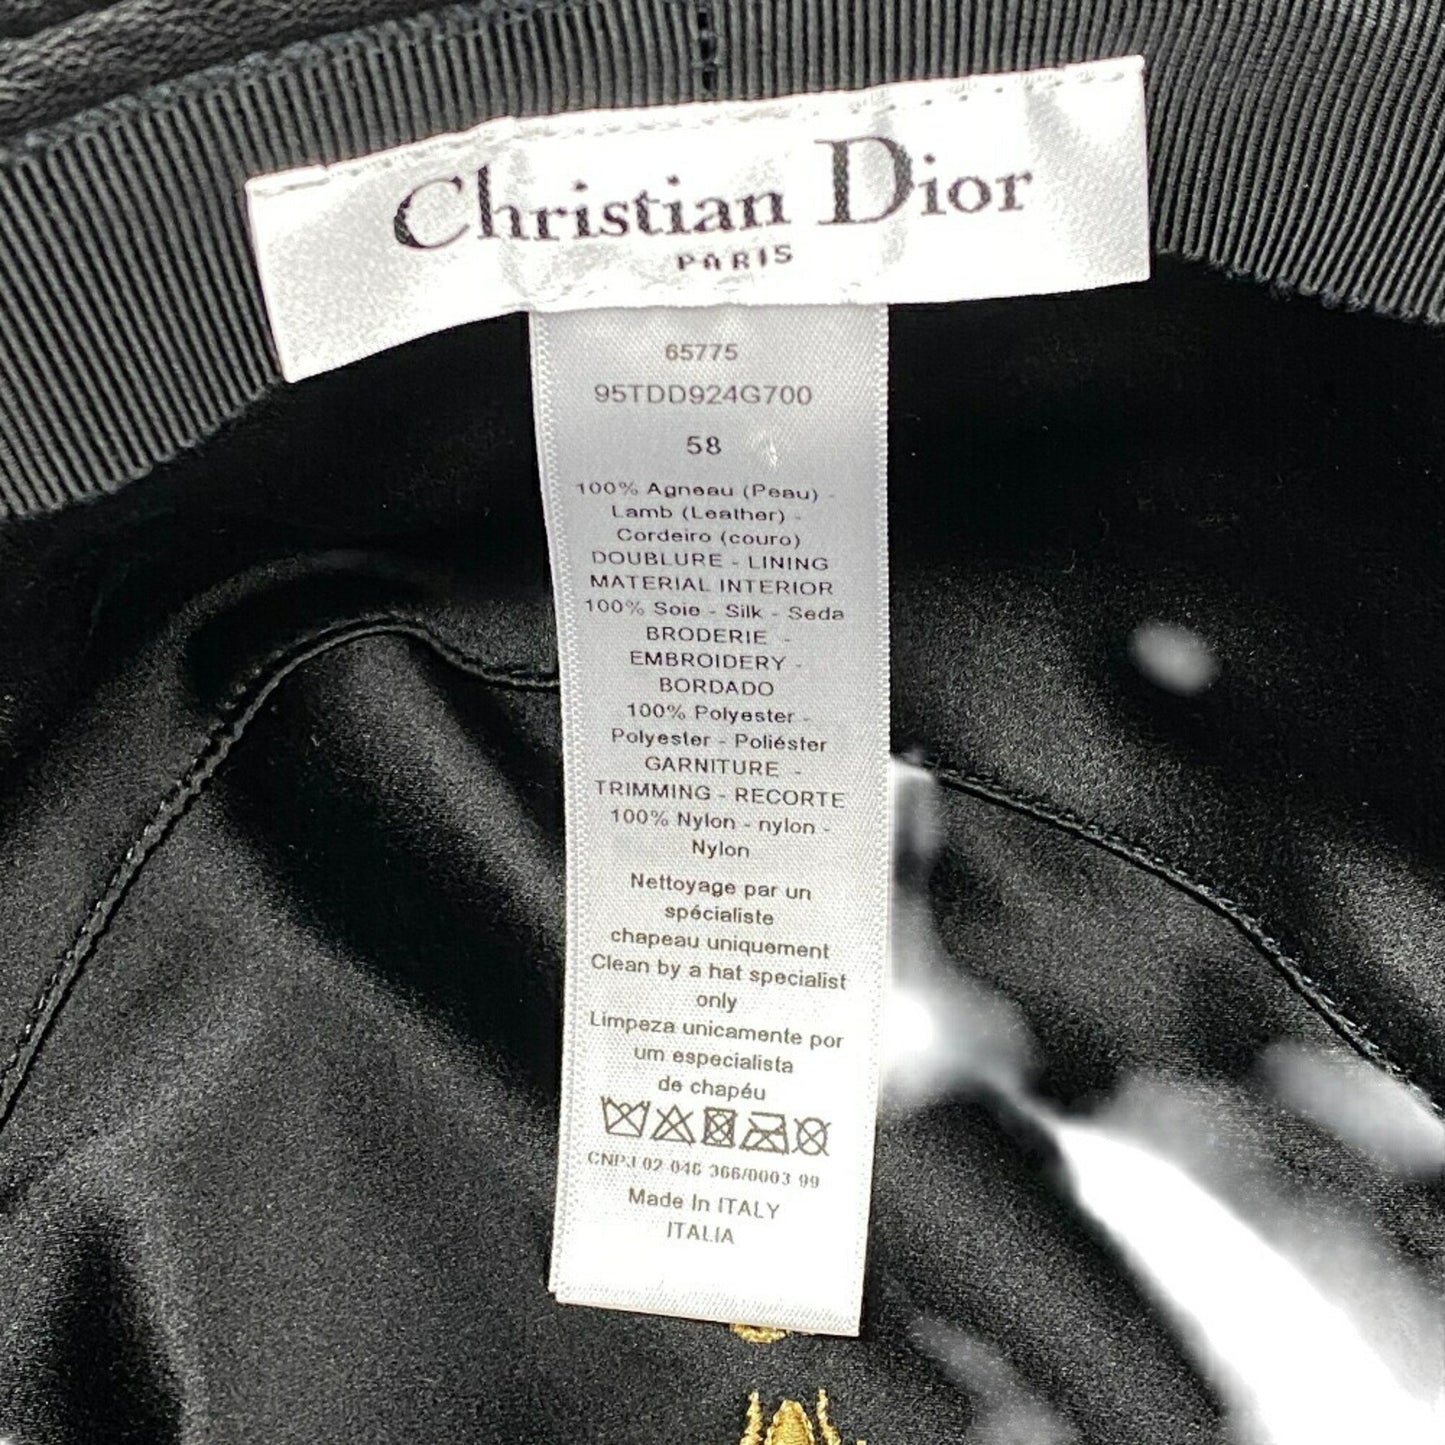 Christian Dior
PARIS
65775
95TDD924G700
58
100% Agneau (Peau) -
Lamb (Leather) -
Cordeiro (couro)
DOUBLURE - LINING
MATERIAL INTERIOR
100% Soie - Silk - Seda
BRODERIE -
EMBROIDERY -
BORDADO
100% Polyester -
Polyester - Poliéster
GARNITURE -
TRIMMING - RECORTE
100% Nylon - nylon -
Nylon
Nettoyage par un
spécialiste
chapeau uniquement
Clean by a hat specialist
only
Limpeza unicamente por
um especialista
de chapéu
CNPJ 02 046 366/0003 99
Made In ITALY
ITALIA